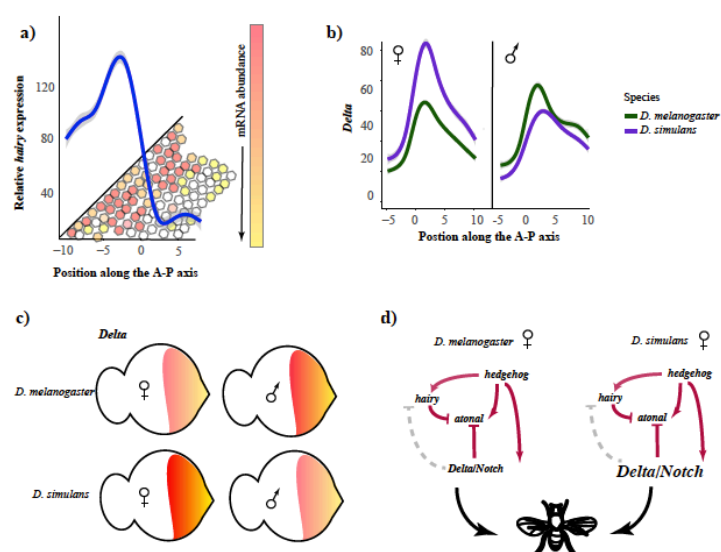 a)
Relative hairy expression
120
80
40
−10 −5 0 5
Position along the A-P axis
mRNA abundance
b)
Delta
80
60
40
20
0
♀
♂
-5 0 5 10
-5 0 5 10
Postion along the A-P axis
Species
D. melanogaster
D. simulans
c)
Delta
D. melanogaster
♀
♂
D. simulans
♀
♂
d)
D. melanogaster ♀
hedgehog
hairy
atonal
Delta/Notch
D. simulans ♀
hedgehog
hairy
atonal
Delta/Notch